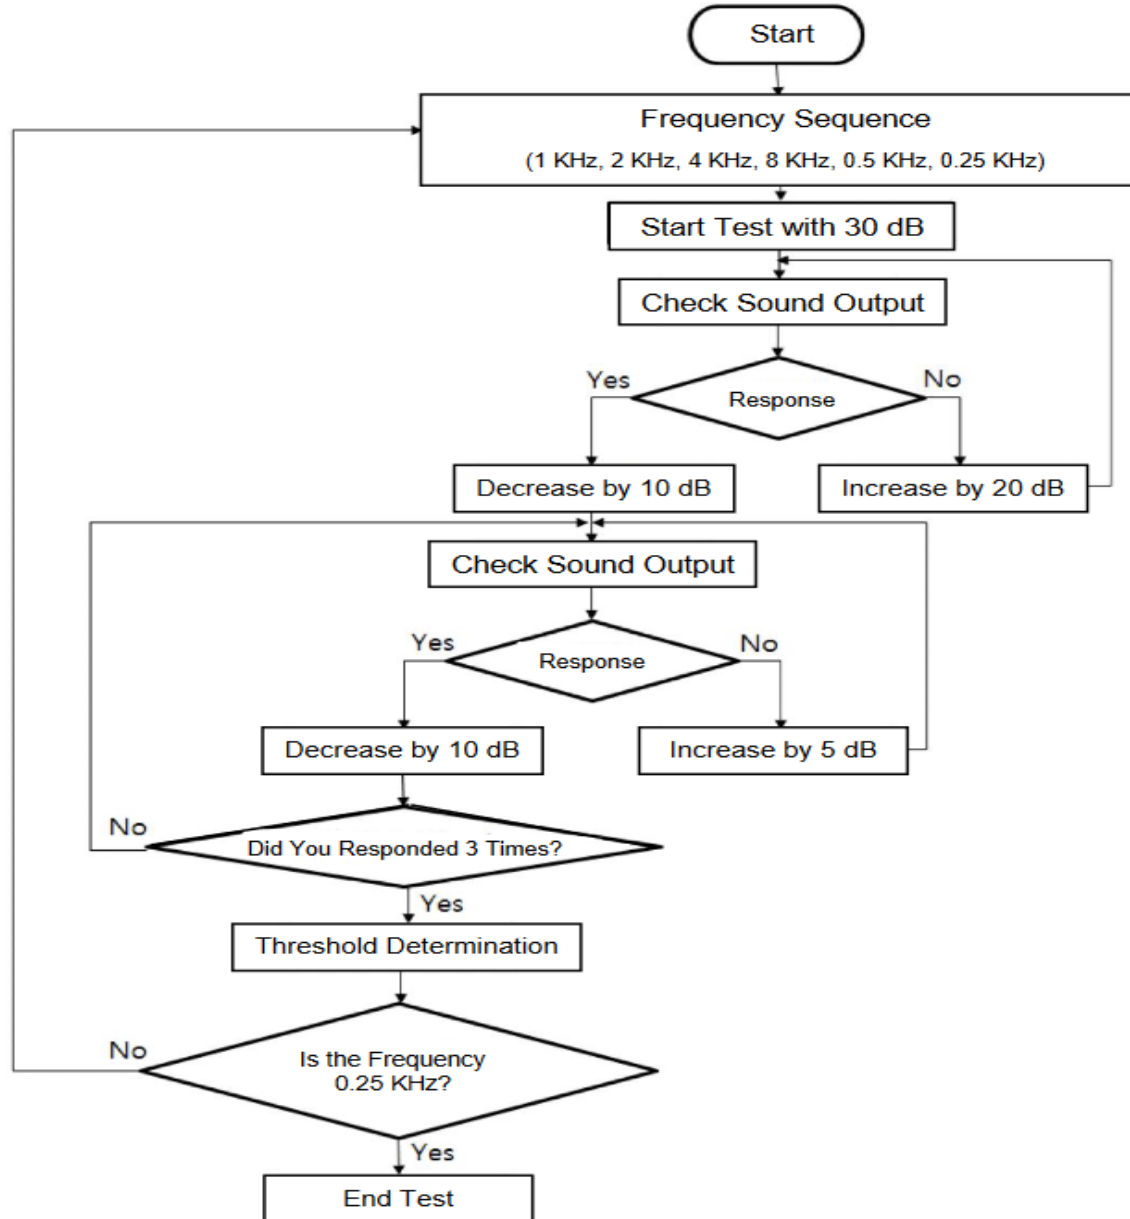 Start
Frequency Sequence
(1 KHz, 2 KHz, 4 KHz, 8 KHz, 0.5 KHz, 0.25 KHz)
Start Test with 30 dB
Check Sound Output
Yes
No
Response
Decrease by 10 dB
Increase by 20 dB
Check Sound Output
Yes
No
Response
Decrease by 10 dB
Increase by 5 dB
No
Did You Responded 3 Times?
Yes
Threshold Determination
No
Is the Frequency
0.25 KHz?
Yes
End Test